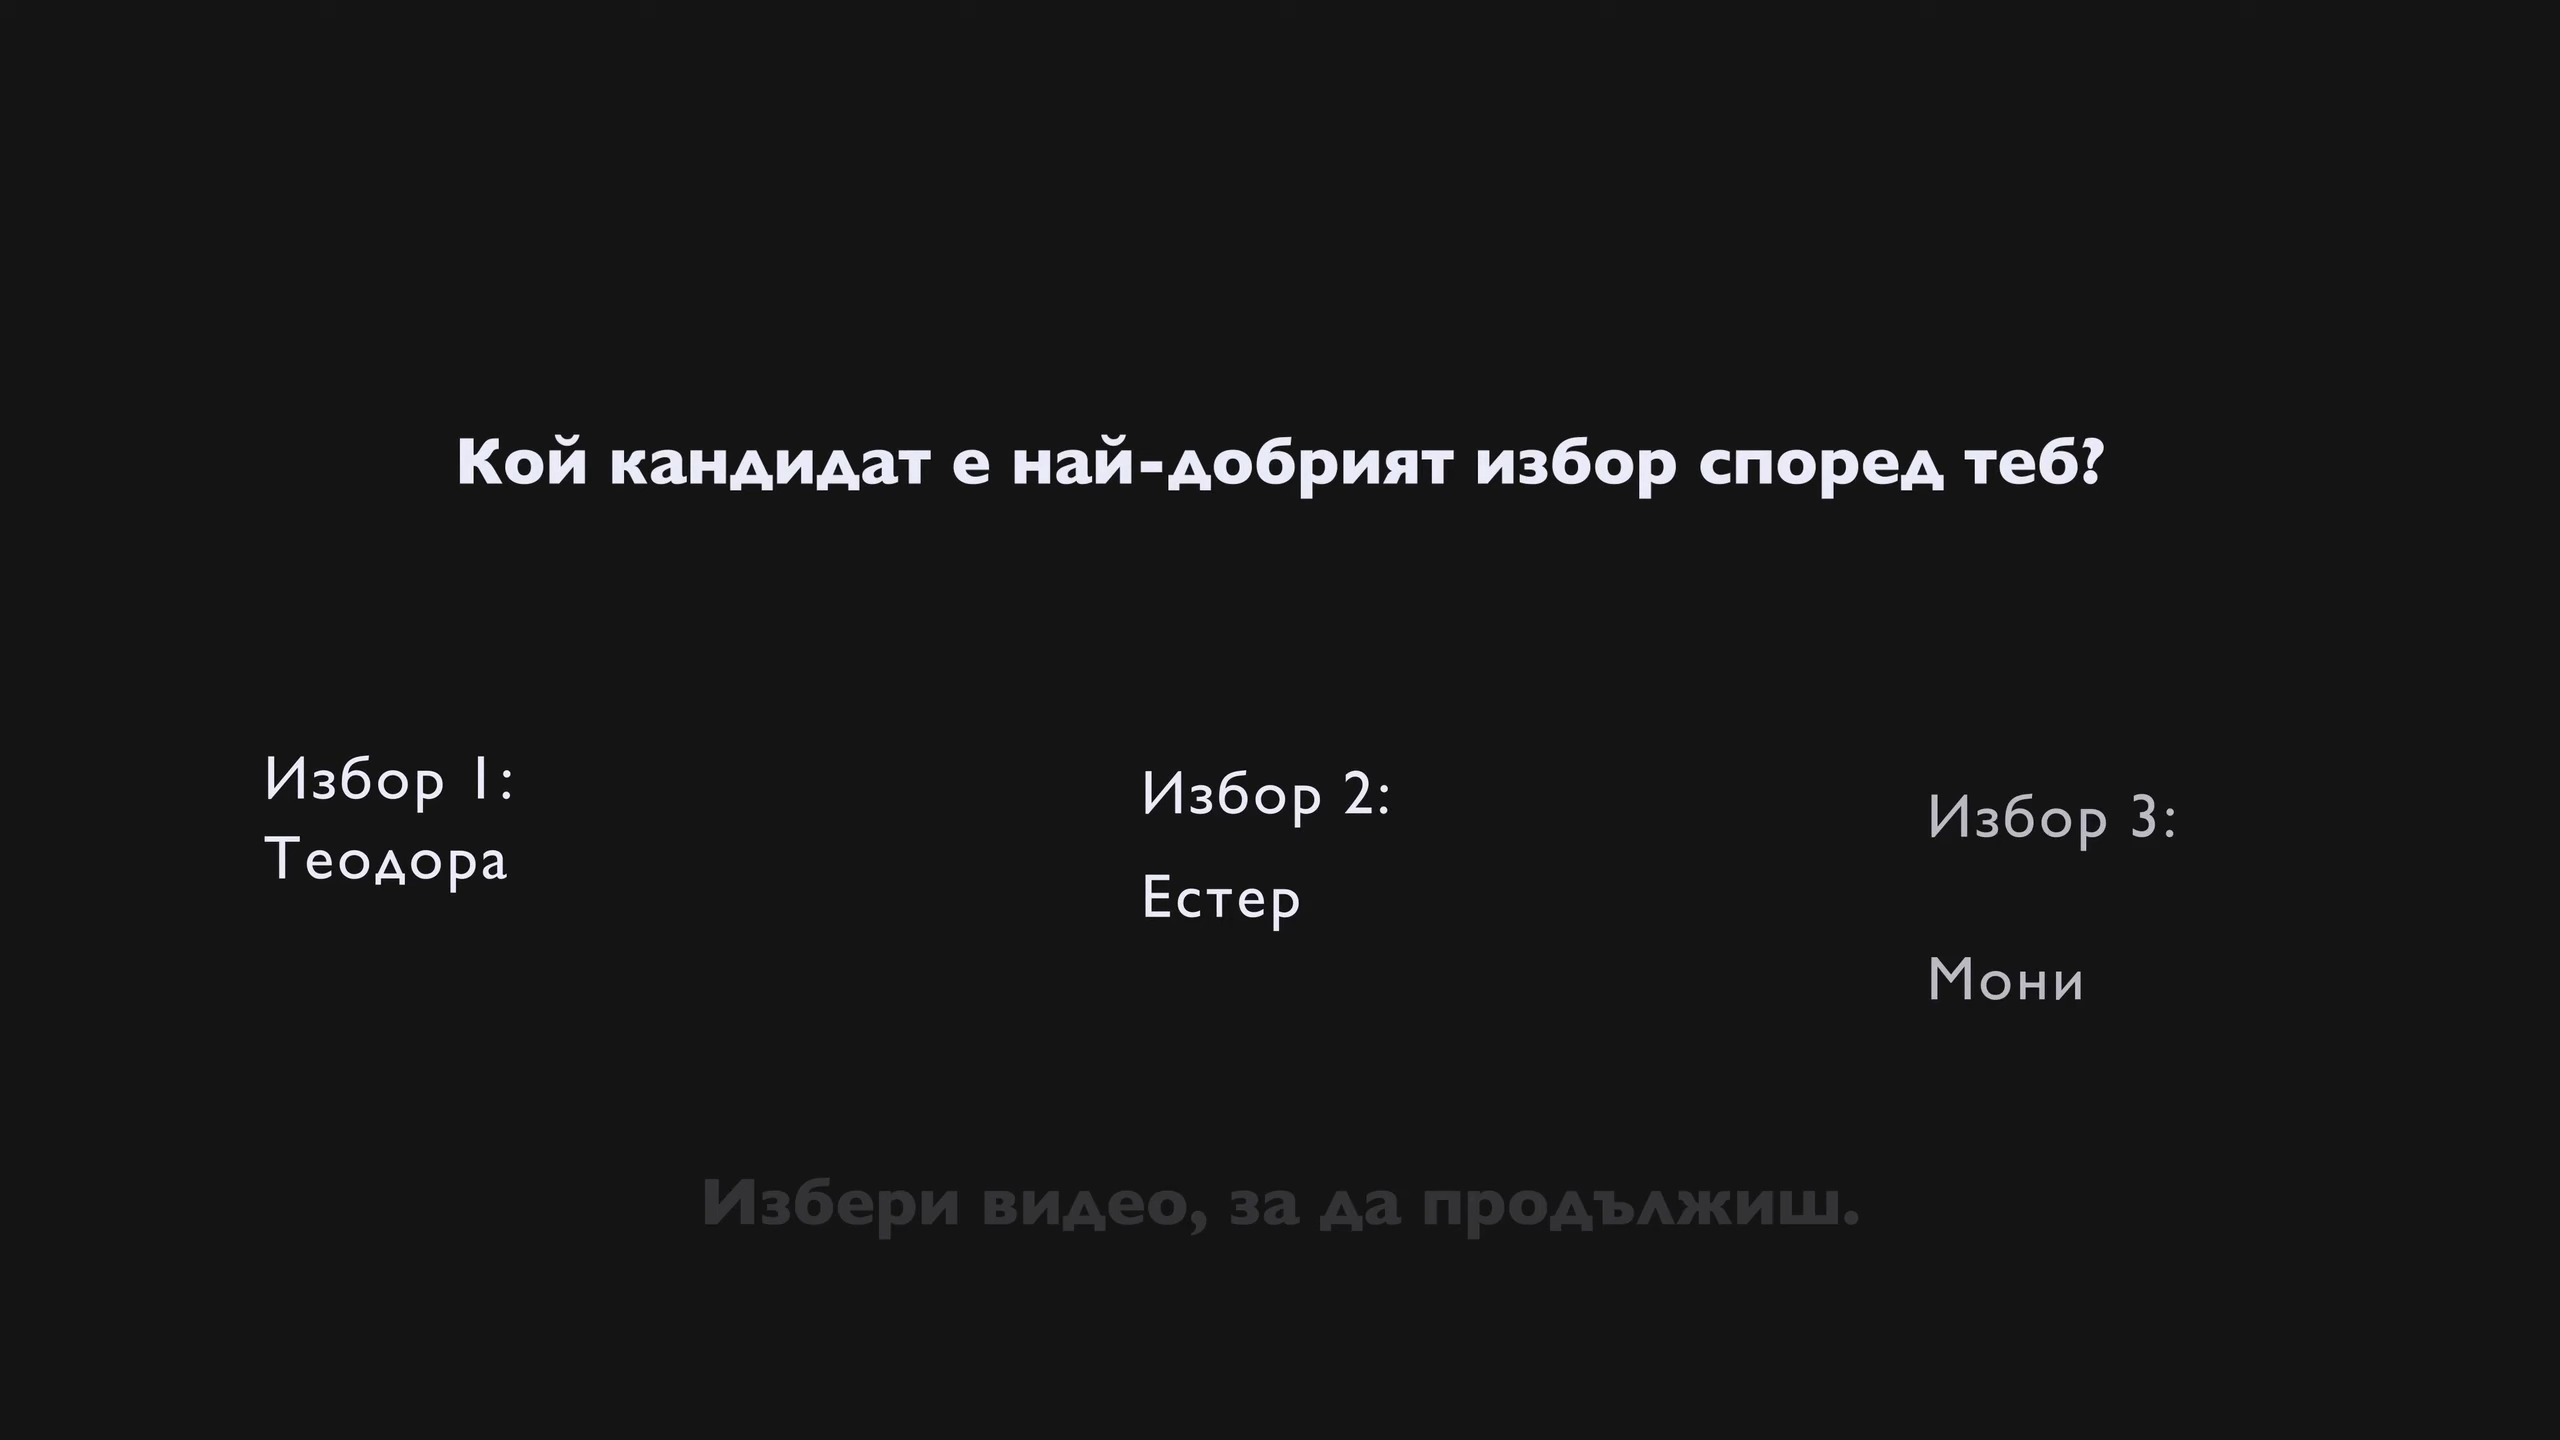 Кой кандидат е най-добрият избор според теб?
Избор 1:
Теодора
Избор 2:
Естер
Избор 3:
Мони
Избери видео, за да продължиш.